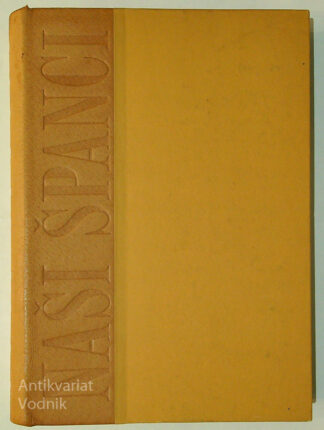 NAŠI ŠPANCI
Antikvariat
Vodnik